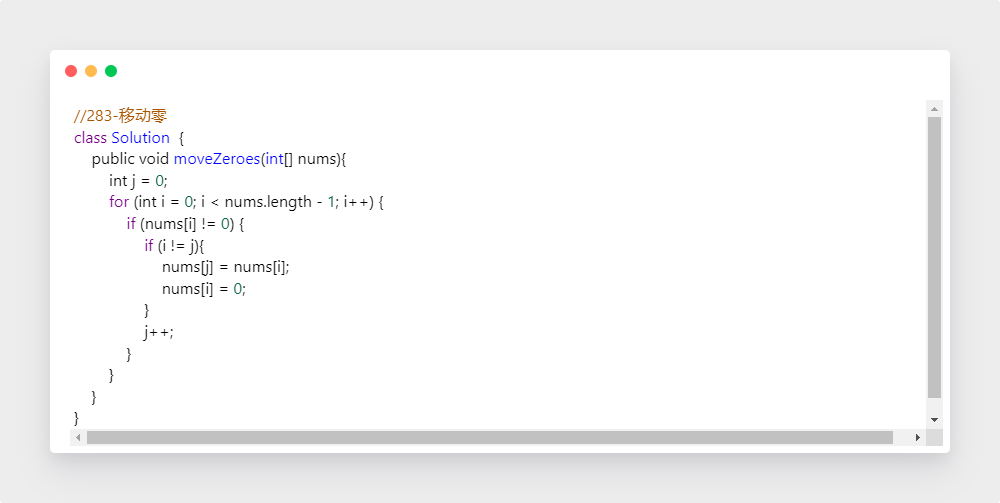 //283-移动零
class Solution  {
    public void moveZeroes(int[] nums){
        int j = 0;
        for (int i = 0; i < nums.length - 1; i++) {
            if (nums[i] != 0) {
                if (i != j){
                    nums[j] = nums[i];
                    nums[i] = 0;
                }
                j++;
            }
        }
    }
}